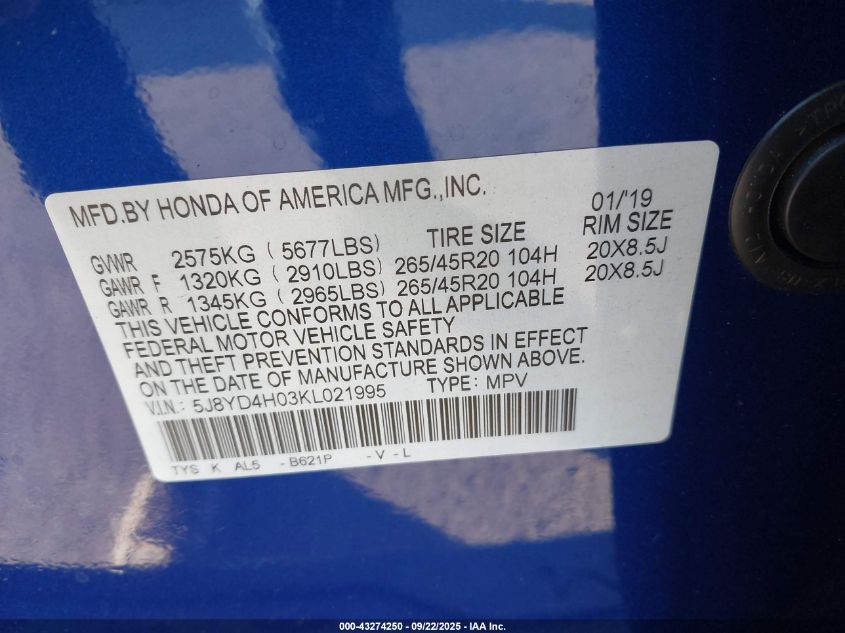 MFD.BY HONDA OF AMERICA MFG.,INC. 01/'19
GVWR 2575KG ( 5677LBS) TIRE SIZE RIM SIZE
GAWR F 1320KG ( 2910LBS) 265/45R20 104H 20X8.5J
GAWR R 1345KG ( 2965LBS) 265/45R20 104H 20X8.5J
THIS VEHICLE CONFORMS TO ALL APPLICABLE
FEDERAL MOTOR VEHICLE SAFETY
AND THEFT PREVENTION STANDARDS IN EFFECT
ON THE DATE OF MANUFACTURE SHOWN ABOVE.
V.I.N.: 5J8YD4H03KL021995 TYPE: MPV
TYS K AL5 -B621P -V -L
000-43274250 - 09/22/2025 - IAA Inc.